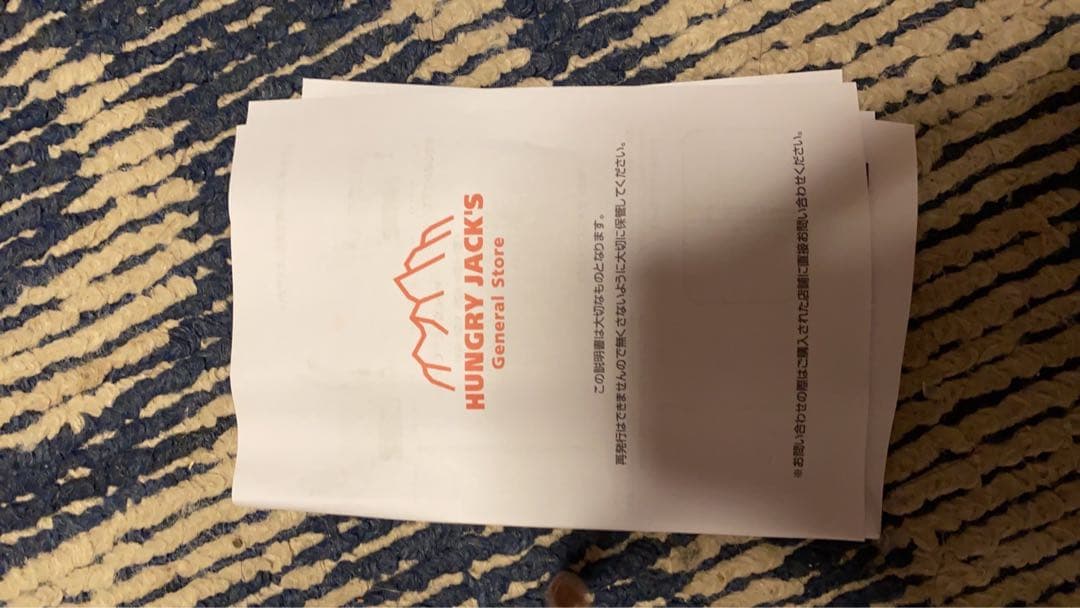 HUNGRY JACK'S
General Store
この説明書は大切なものとなります。
再発行はできませんので無くさないように大切に保管してください。
※お問い合わせの際はご購入された店舗に直接お問い合わせください。